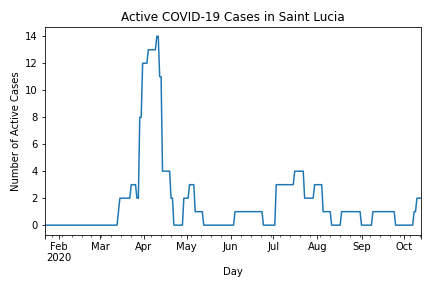 Active COVID-19 Cases in Saint Lucia
14
12
10
8
6
4
2
0
Number of Active Cases
Feb Mar Apr May Jun Jul Aug Sep Oct
2020
Day